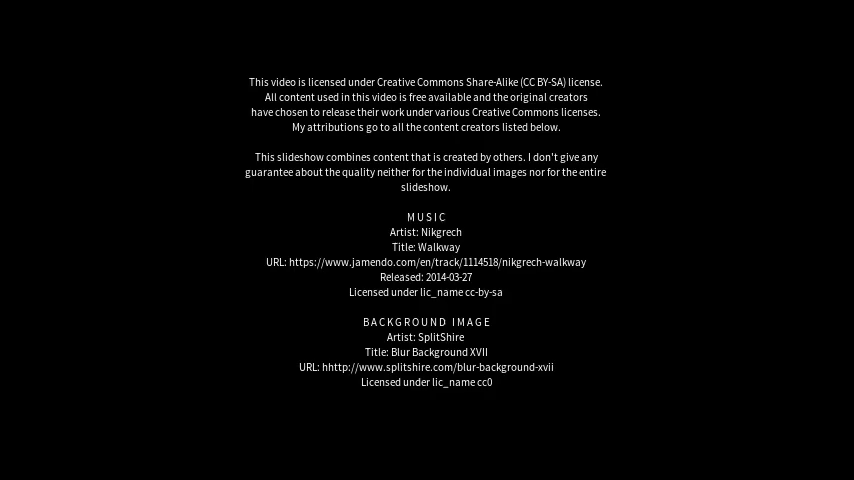 This video is licensed under Creative Commons Share-Alike (CC BY-SA) license.
All content used in this video is free available and the original creators
have chosen to release their work under various Creative Commons licenses.
My attributions go to all the content creators listed below.
This slideshow combines content that is created by others. I don't give any
guarantee about the quality neither for the individual images nor for the entire
slideshow.
MUSIC
Artist: Nikgrech
Title: Walkway
URL: https://www.jamendo.com/en/track/1114518/nikgrech-walkway
Released: 2014-03-27
Licensed under lic_name cc-by-sa
BACKGROUND IMAGE
Artist: SplitShire
Title: Blur Background XVII
URL: hhttp://www.splitshire.com/blur-background-xvii
Licensed under lic_name cc0